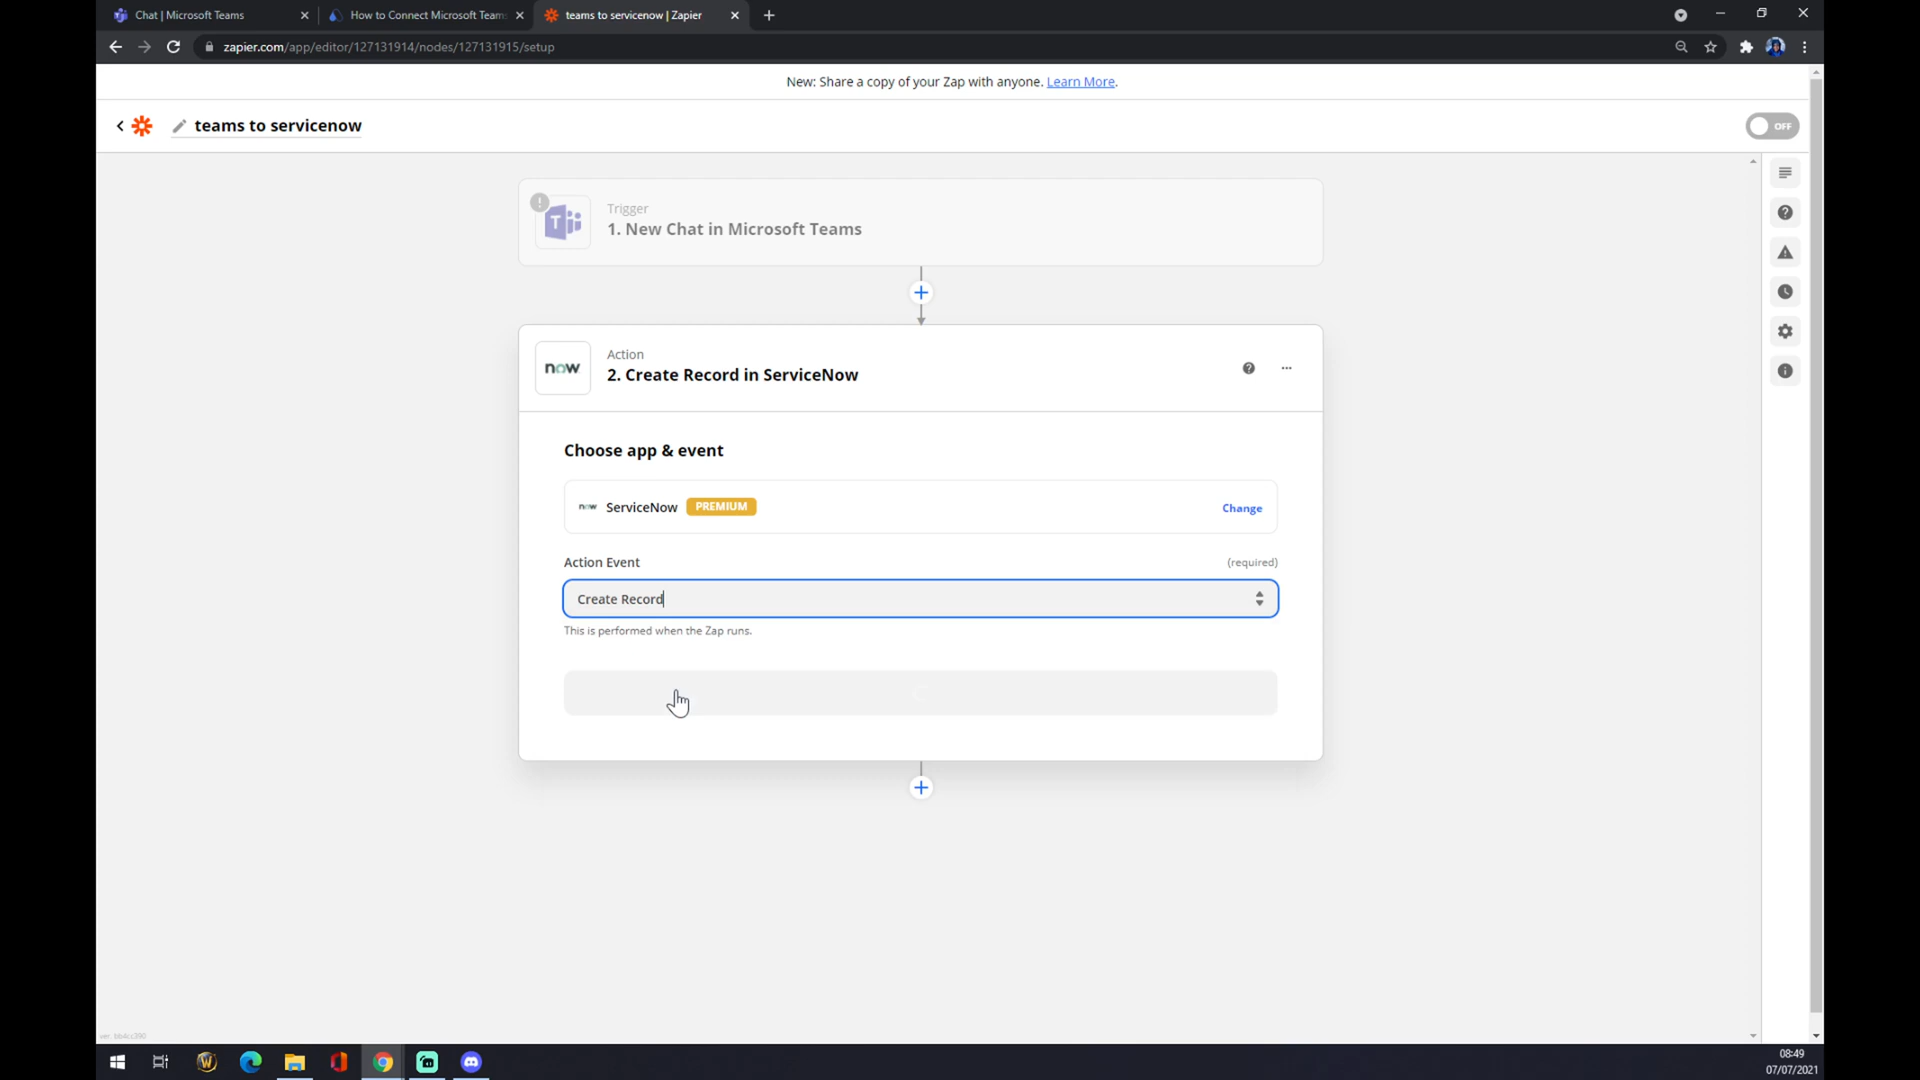 Chat | Microsoft Teams
How to Connect Microsoft Team
teams to servicenow | Zapier
zapier.com/app/editor/127131914/nodes/127131915/setup
New: Share a copy of your Zap with anyone. Learn More.
teams to servicenow
OFF
Trigger
1. New Chat in Microsoft Teams
now
Action
2. Create Record in ServiceNow
Choose app & event
now ServiceNow PREMIUM
Change
Action Event
(required)
Create Record
This is performed when the Zap runs.
08:49
07/07/2021